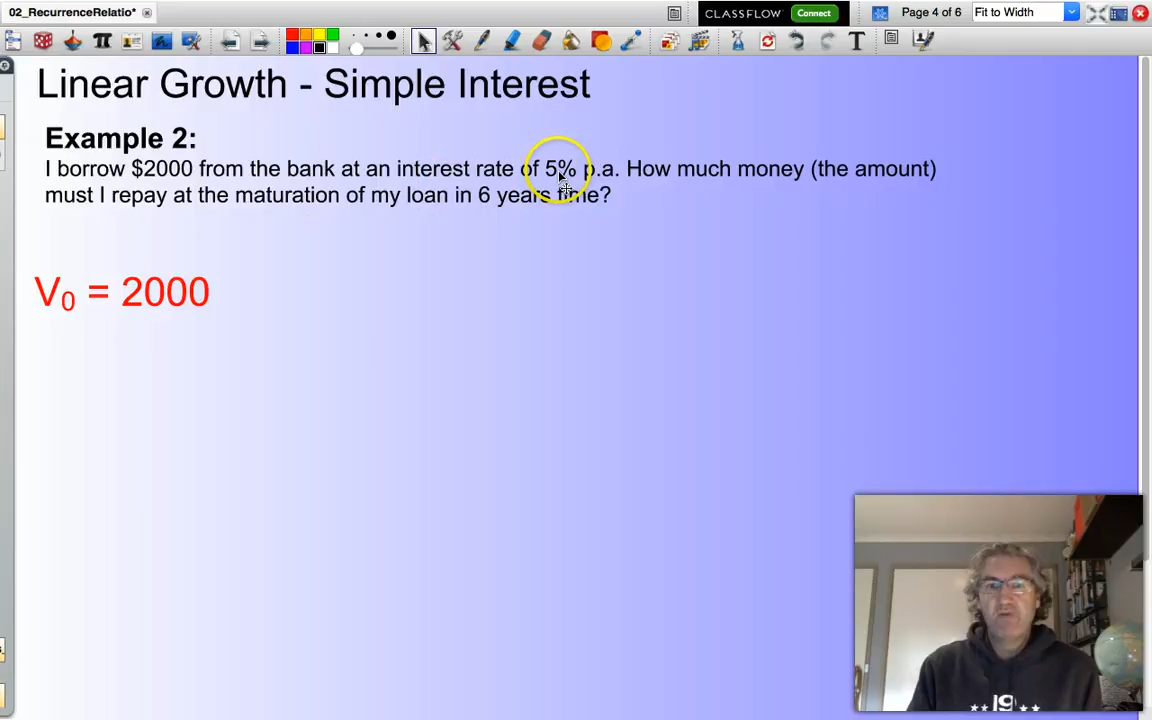 02_RecurrenceRelatio*
CLASSFLOW Connect
Page 4 of 6
Fit to Width
Linear Growth - Simple Interest
Example 2:
I borrow $2000 from the bank at an interest rate of 5% p.a. How much money (the amount)
must I repay at the maturation of my loan in 6 years time?
V₀ = 2000
19